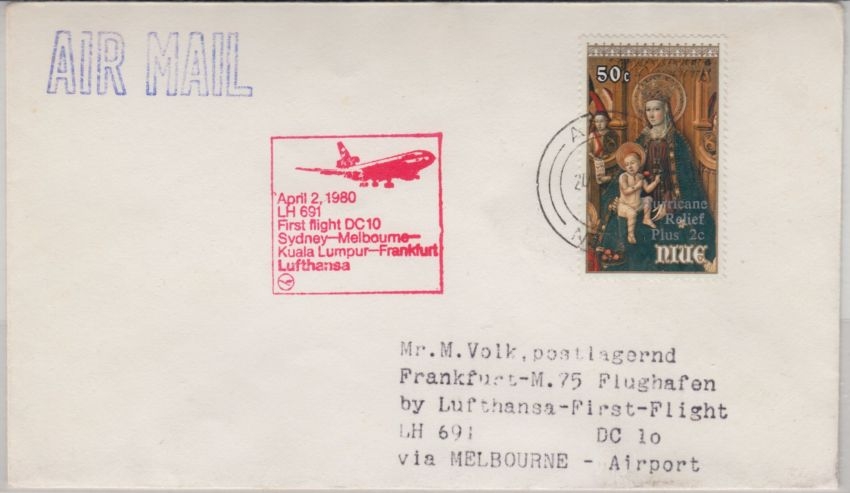 AIR MAIL
50c
April 2, 1980
LH 691
First flight DC10
Sydney—Melbourne—
Kuala Lumpur—Frankfurt
Lufthansa
Hurricane
Relief
Plus 2c
NIUE
Mr.M.Volk,postlagernd
Frankfurt-M.75 Flughafen
by Lufthansa-First-Flight
LH 691 DC lo
via MELBOURNE - Airport